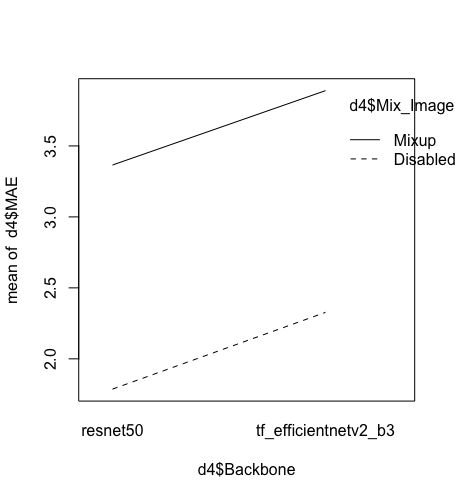 d4$Mix_Image
Mixup
Disabled
mean of  d4$MAE
3.5
3.0
2.5
2.0
resnet50
tf_efficientnetv2_b3
d4$Backbone